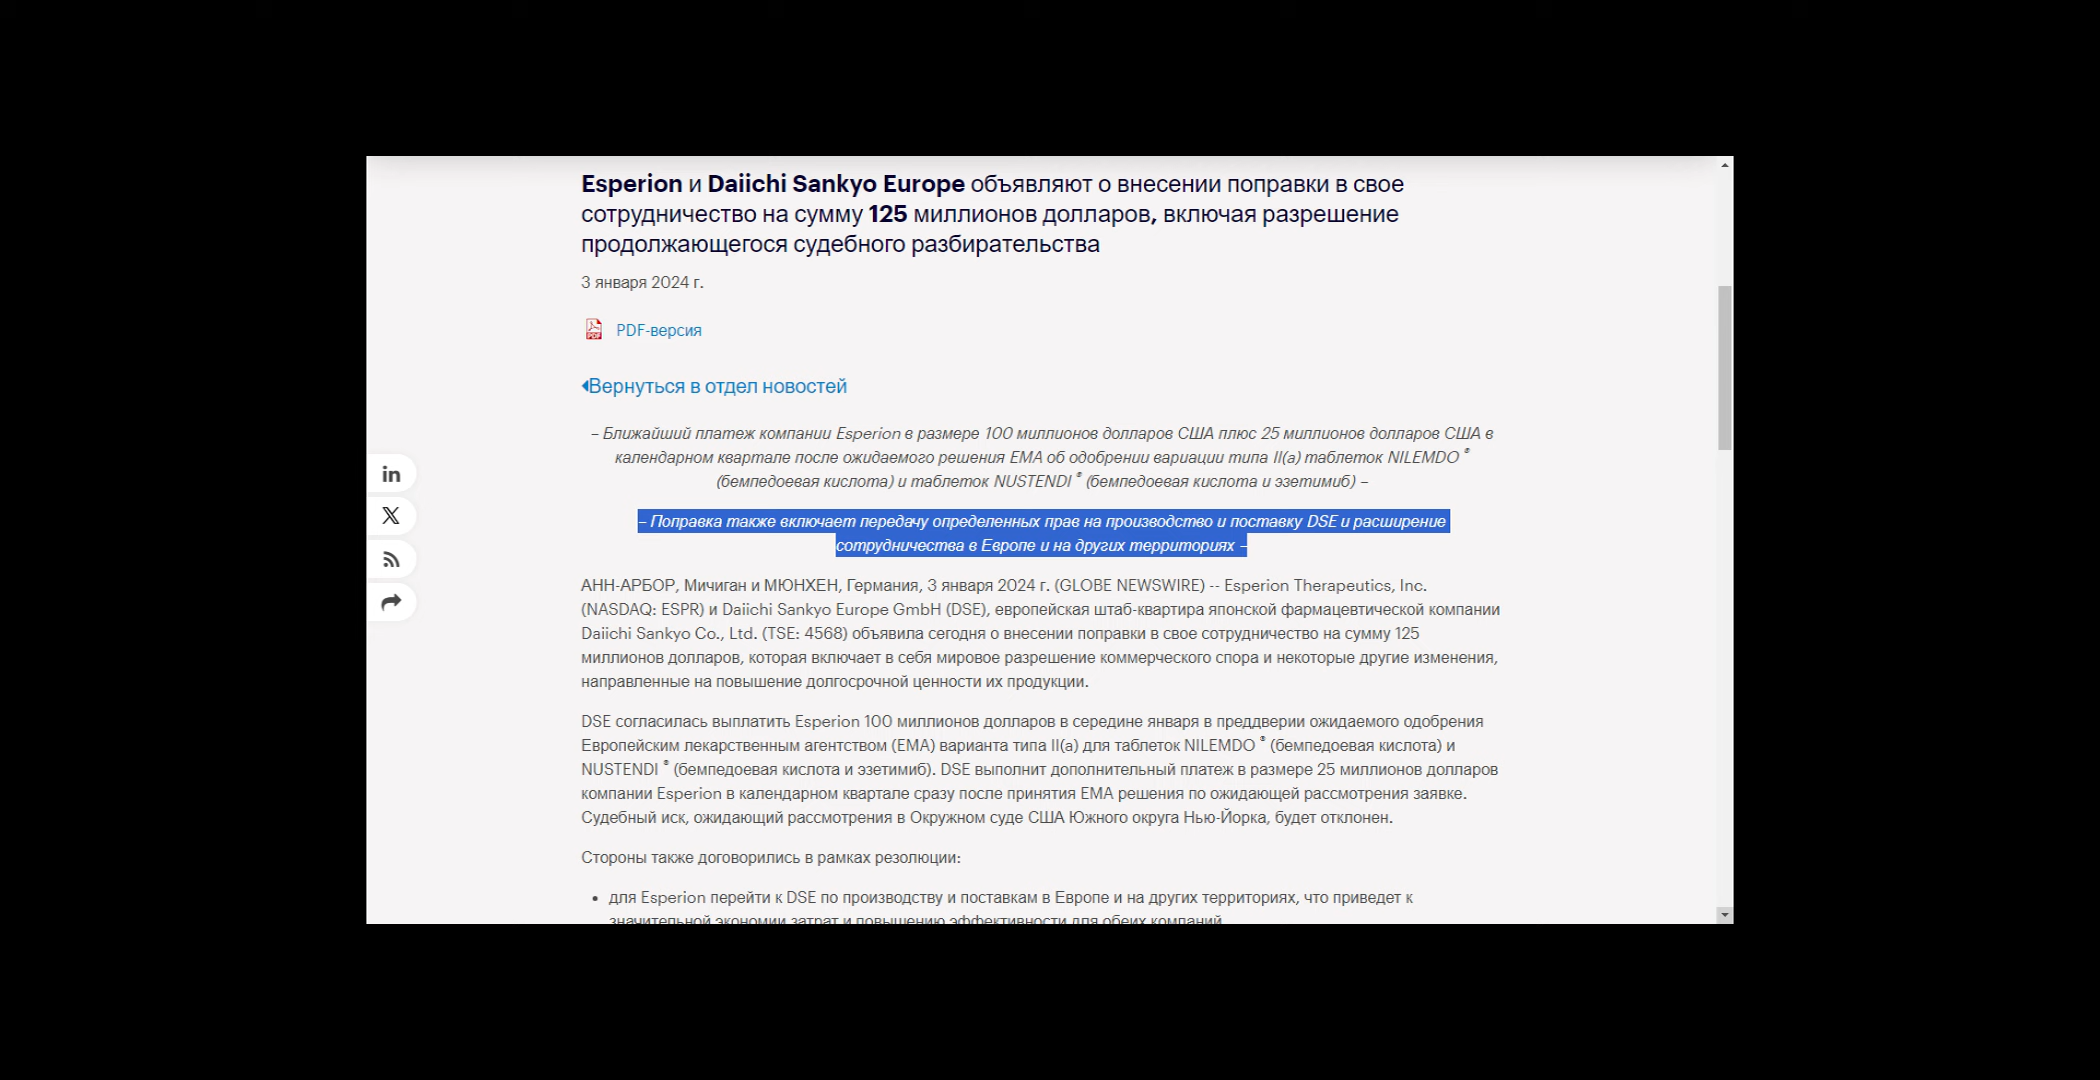 Esperion и Daiichi Sankyo Europe объявляют о внесении поправки в свое
сотрудничество на сумму 125 миллионов долларов, включая разрешение
продолжающегося судебного разбирательства
3 января 2024 г.
PDF-версия
Вернуться в отдел новостей
– Ближайший платеж компании Esperion в размере 100 миллионов долларов США плюс 25 миллионов долларов США в
календарном квартале после ожидаемого решения EMA об одобрении вариации типа II(a) таблеток NILEMDO ®
(бемпедоевая кислота) и таблеток NUSTENDI ® (бемпедоевая кислота и эзетимиб) –
– Поправка также включает передачу определенных прав на производство и поставку DSE и расширение
сотрудничества в Европе и на других территориях –
АНН-АРБОР, Мичиган и МЮНХЕН, Германия, 3 января 2024 г. (GLOBE NEWSWIRE) -- Esperion Therapeutics, Inc.
(NASDAQ: ESPR) и Daiichi Sankyo Europe GmbH (DSE), европейская штаб-квартира японской фармацевтической компании
Daiichi Sankyo Co., Ltd. (TSE: 4568) объявила сегодня о внесении поправки в свое сотрудничество на сумму 125
миллионов долларов, которая включает в себя мировое разрешение коммерческого спора и некоторые другие изменения,
направленные на повышение долгосрочной ценности их продукции.
DSE согласилась выплатить Esperion 100 миллионов долларов в середине января в преддверии ожидаемого одобрения
Европейским лекарственным агентством (EMA) варианта типа II(a) для таблеток NILEMDO ® (бемпедоевая кислота) и
NUSTENDI ® (бемпедоевая кислота и эзетимиб). DSE выполнит дополнительный платеж в размере 25 миллионов долларов
компании Esperion в календарном квартале сразу после принятия EMA решения по ожидающей рассмотрения заявке.
Судебный иск, ожидающий рассмотрения в Окружном суде США Южного округа Нью-Йорка, будет отклонен.
Стороны также договорились в рамках резолюции:
• для Esperion перейти к DSE по производству и поставкам в Европе и на других территориях, что приведет к
значительной экономии затрат и повышению эффективности для обеих компаний.